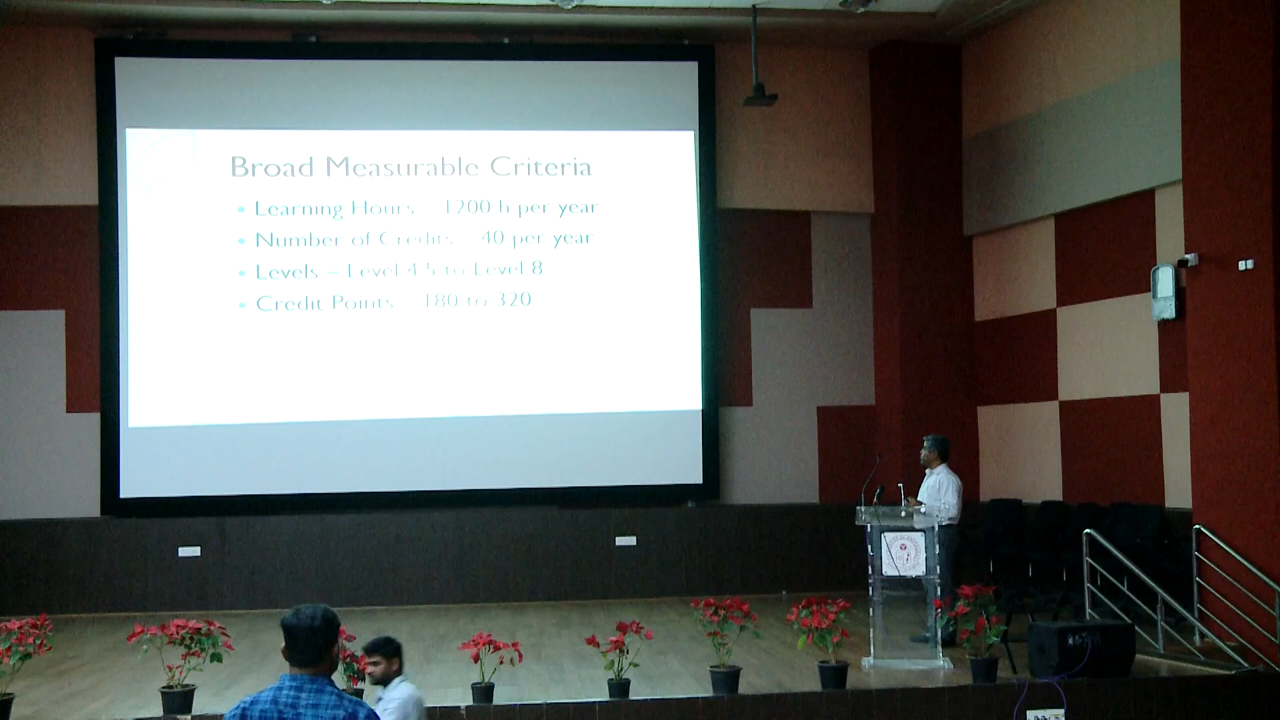 Broad Measurable Criteria
• Learning Hours – 1200 h per year
• Number of Credits – 40 per year
• Levels – Level 4.5 to Level 8
• Credit Points – 180 to 320